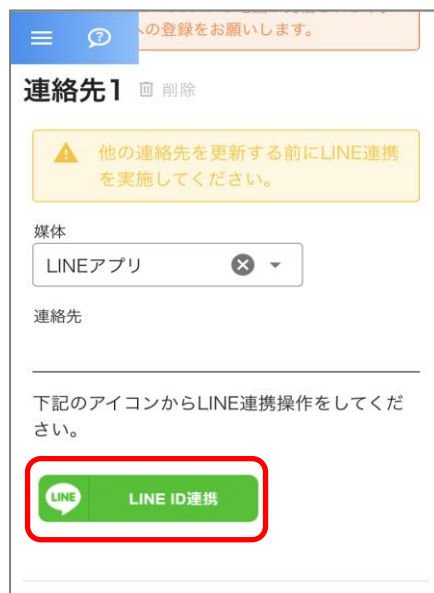 への登録をお願いします。
連絡先1 削除
他の連絡先を更新する前にLINE連携
を実施してください。
媒体
LINEアプリ
連絡先
下記のアイコンからLINE連携操作をしてくだ
さい。
LINE LINE ID連携